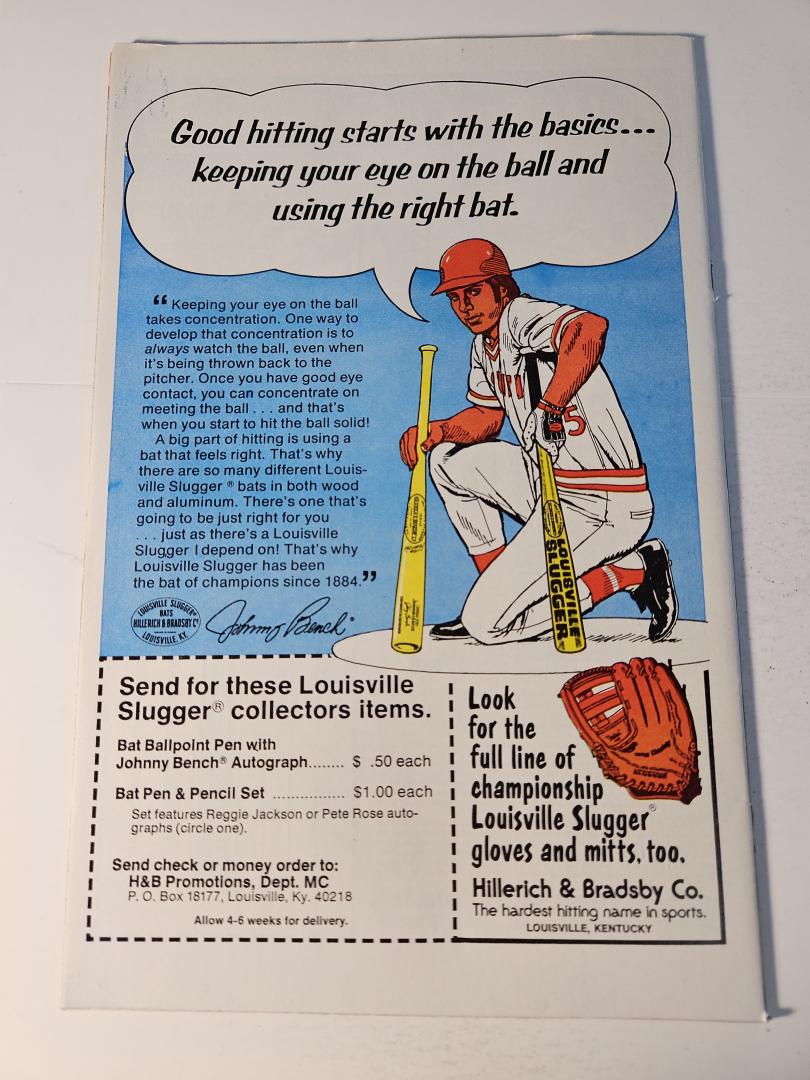 Good hitting starts with the basics...
keeping your eye on the ball and
using the right bat.
“Keeping your eye on the ball
takes concentration. One way to
develop that concentration is to
always watch the ball, even when
it's being thrown back to the
pitcher. Once you have good eye
contact, you can concentrate on
meeting the ball . . . and that's
when you start to hit the ball solid!
A big part of hitting is using a
bat that feels right. That's why
there are so many different Louis-
ville Slugger ® bats in both wood
and aluminum. There's one that's
going to be just right for you
. . . just as there's a Louisville
Slugger I depend on! That's why
Louisville Slugger has been
the bat of champions since 1884.”
LOUISVILLE SLUGGER®
BATS
HILLERICH & BRADSBY Cº
LOUISVILLE, KY.
Johnny Bench®
5
LOUISVILLE
SLUGGER
Send for these Louisville
Slugger® collectors items.
Bat Ballpoint Pen with
Johnny Bench® Autograph........ $ .50 each
Bat Pen & Pencil Set ................ $1.00 each
Set features Reggie Jackson or Pete Rose auto-
graphs (circle one).
Send check or money order to:
H&B Promotions, Dept. MC
P. O. Box 18177, Louisville, Ky. 40218
Allow 4-6 weeks for delivery.
Look
for the
full line of
championship
Louisville Slugger®
gloves and mitts, too.
Hillerich & Bradsby Co.
The hardest hitting name in sports.
LOUISVILLE, KENTUCKY